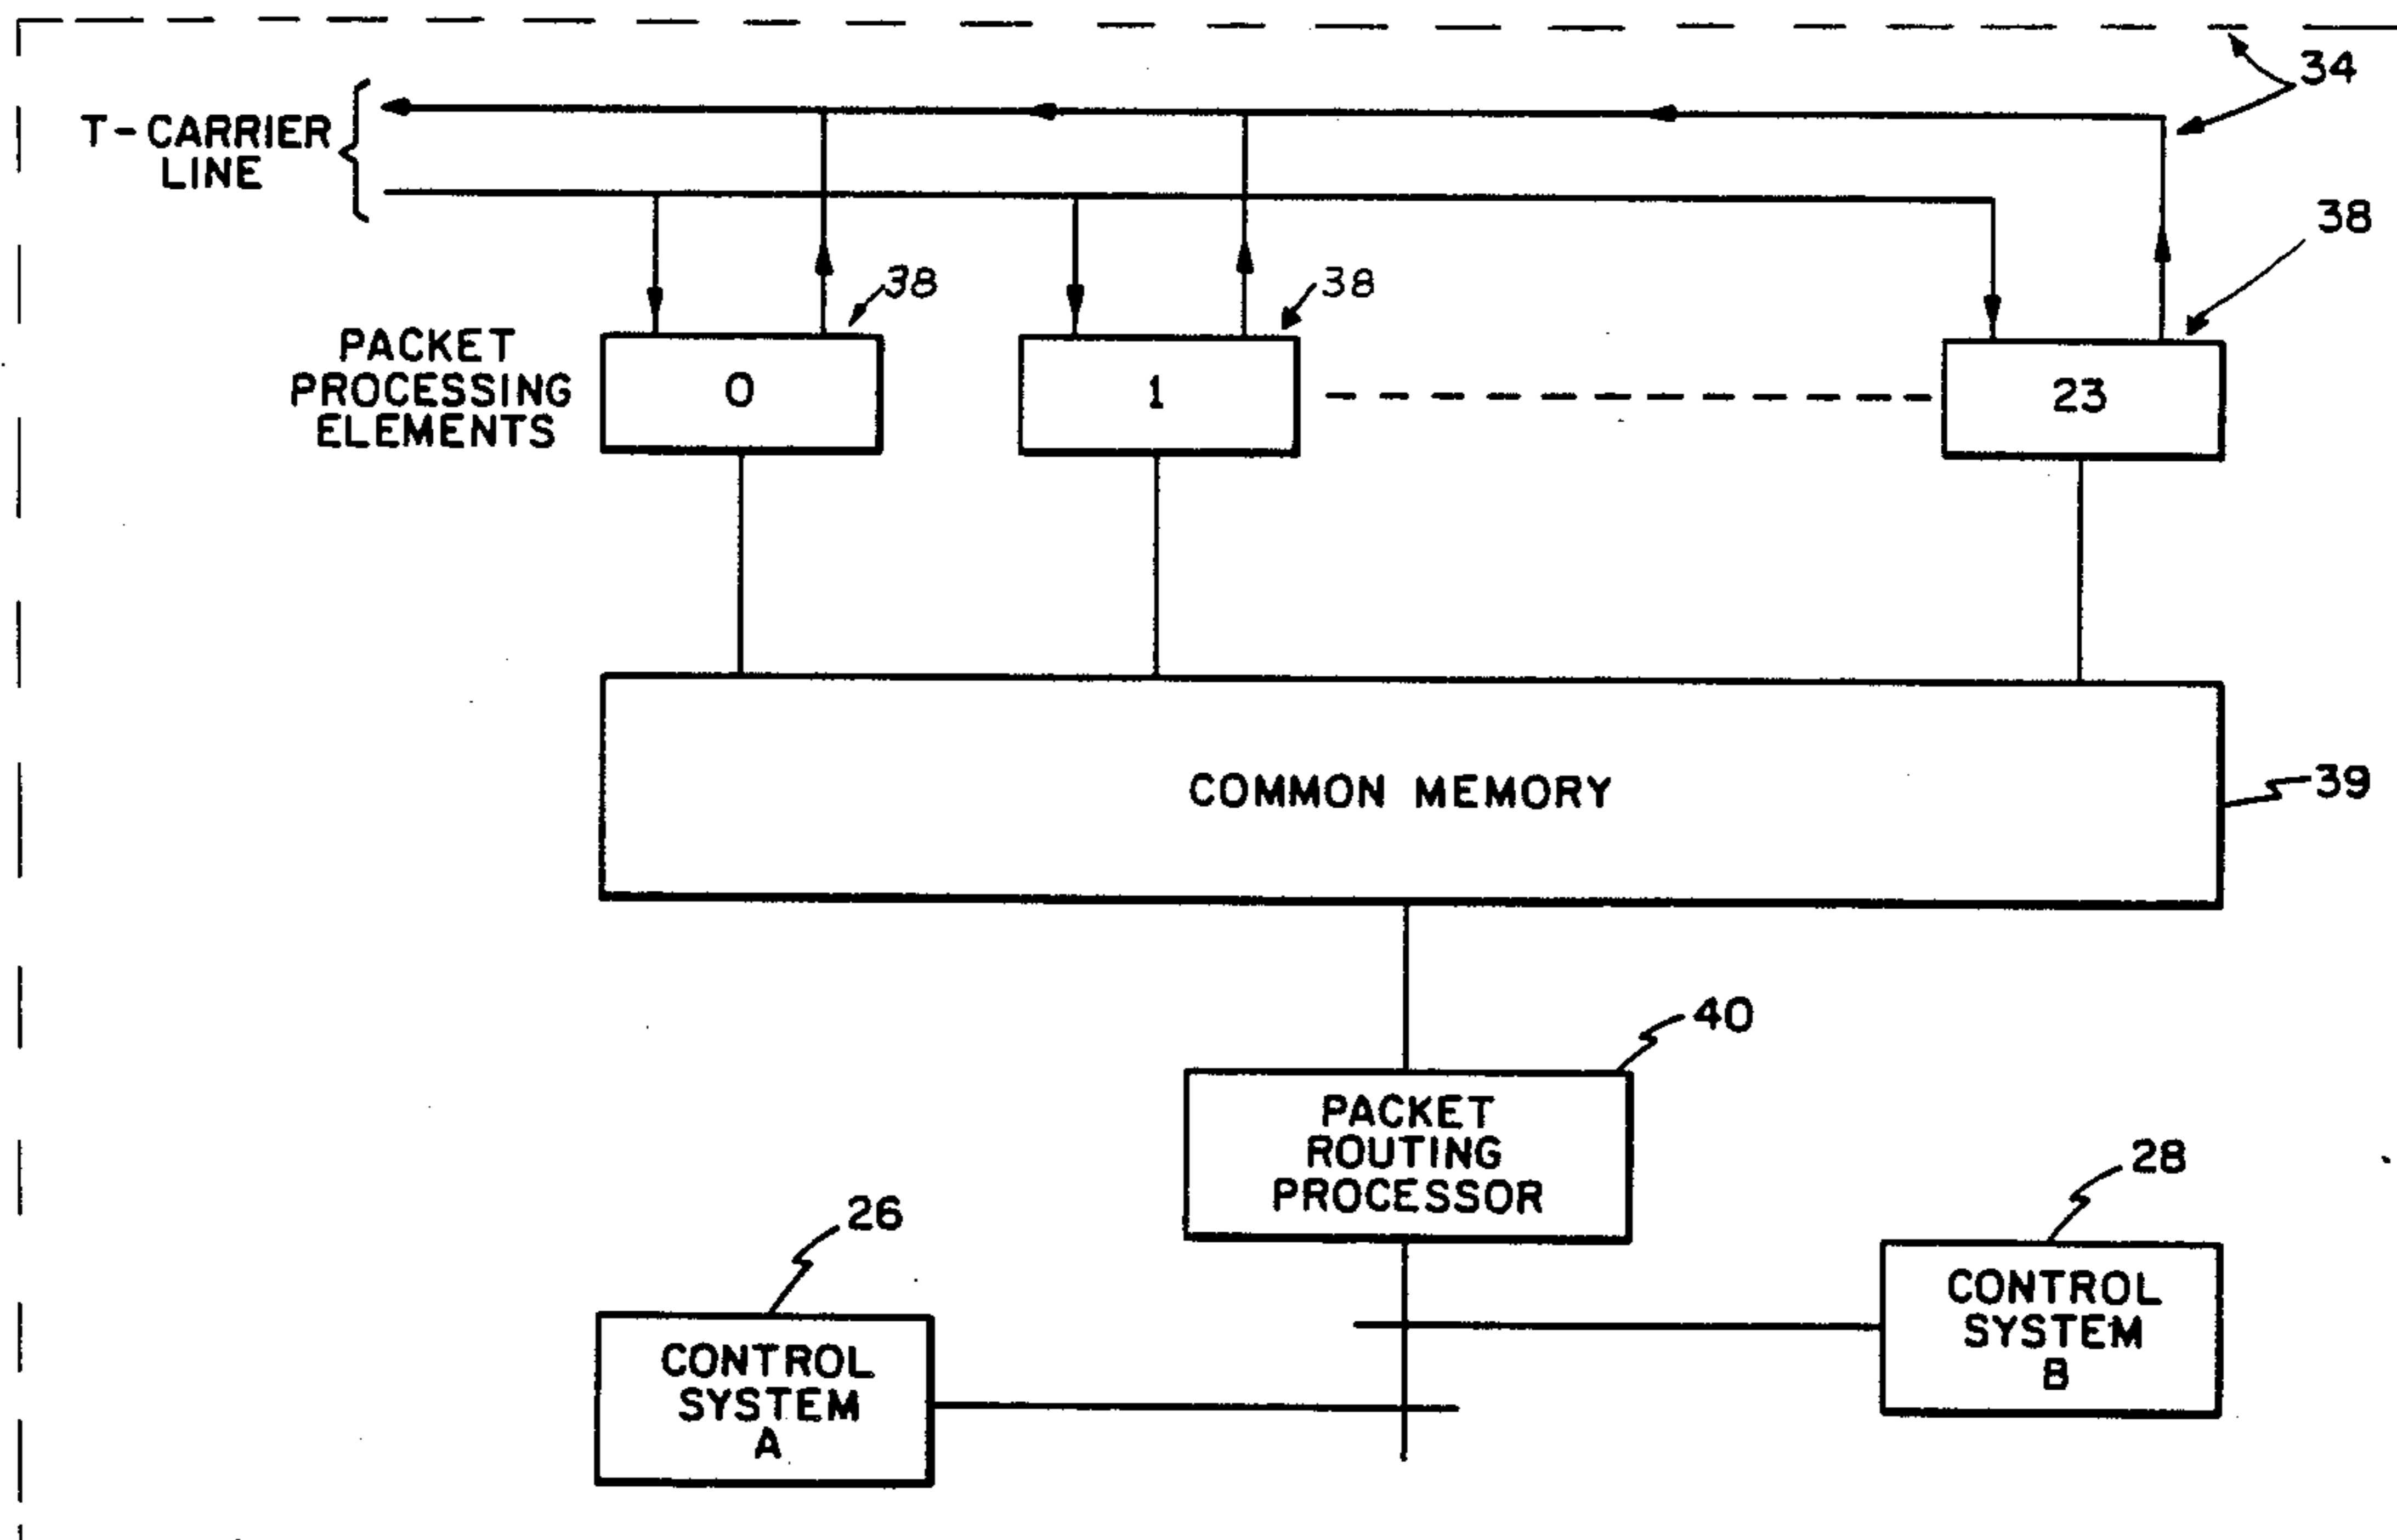 34
T-CARRIER
LINE
38
38
38
PACKET
PROCESSING
ELEMENTS
0
1
23
COMMON MEMORY
39
40
PACKET
ROUTING
PROCESSOR
28
26
CONTROL
SYSTEM
B
CONTROL
SYSTEM
A